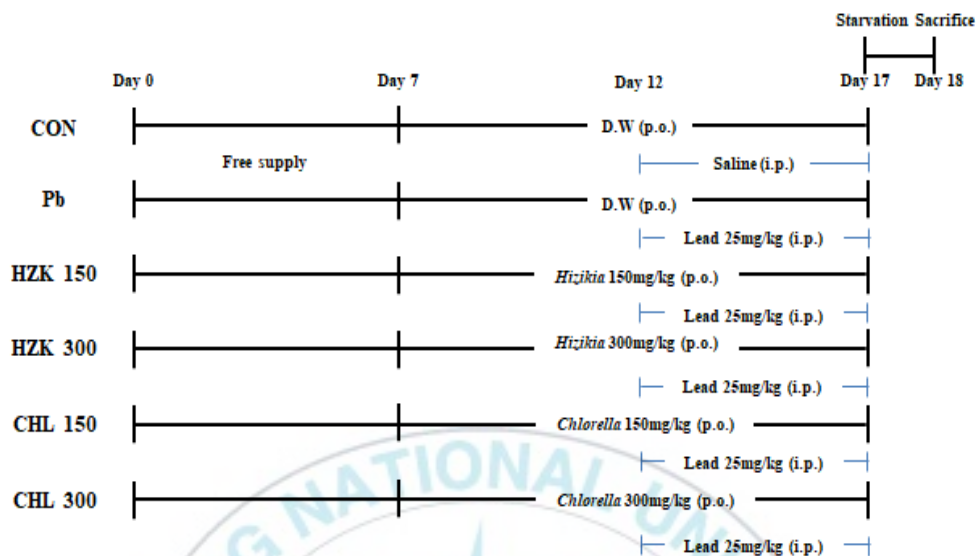 Starvation Sacrifice
Day 0 Day 7 Day 12 Day 17 Day 18
CON D.W (p.o.)
Free supply Saline (i.p.)
Pb D.W (p.o.)
Lead 25mg/kg (i.p.)
HZK 150 Hizikia 150mg/kg (p.o.)
Lead 25mg/kg (i.p.)
HZK 300 Hizikia 300mg/kg (p.o.)
Lead 25mg/kg (i.p.)
CHL 150 Chlorella 150mg/kg (p.o.)
Lead 25mg/kg (i.p.)
CHL 300 Chlorella 300mg/kg (p.o.)
Lead 25mg/kg (i.p.)
G NATIONAL UN